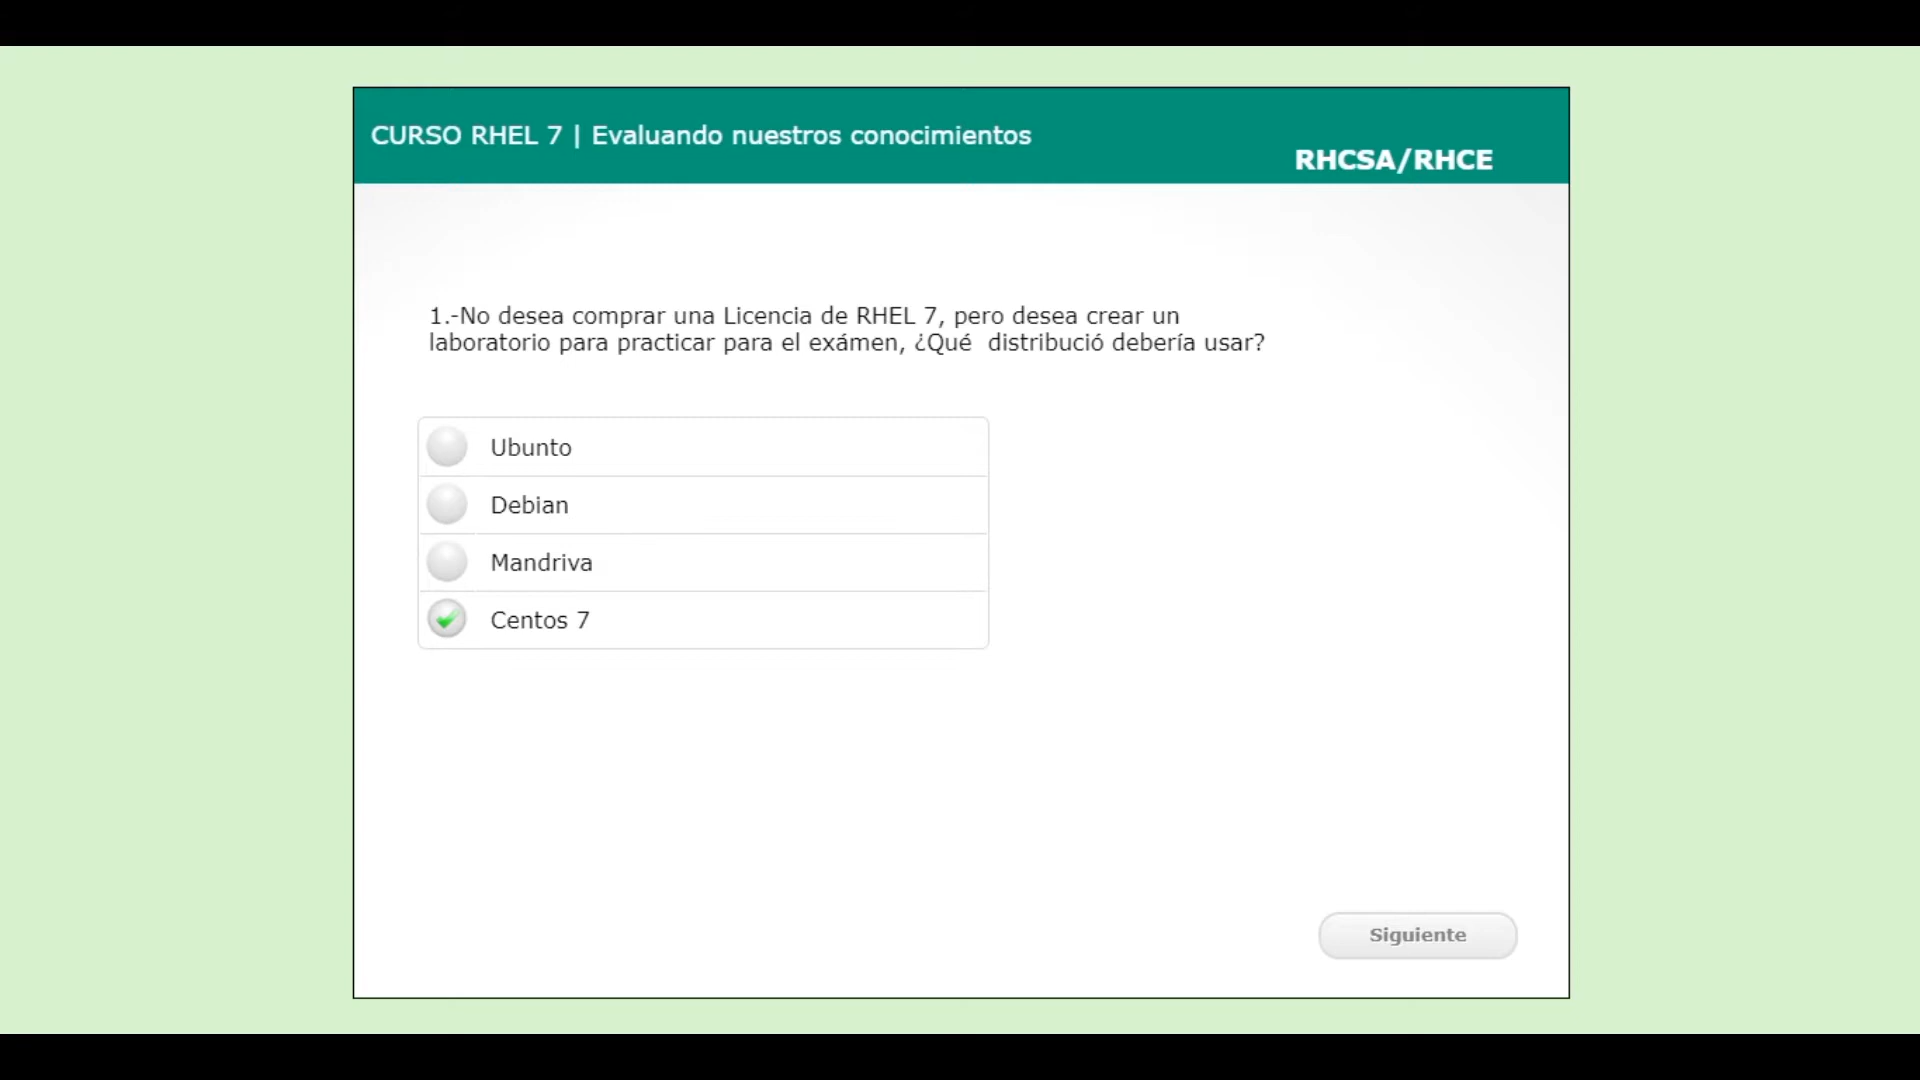 CURSO RHEL 7 | Evaluando nuestros conocimientos
RHCSA/RHCE
1.-No desea comprar una Licencia de RHEL 7, pero desea crear un
laboratorio para practicar para el exámen, ¿Qué  distribució debería usar?
Ubunto
Debian
Mandriva
Centos 7
Siguiente